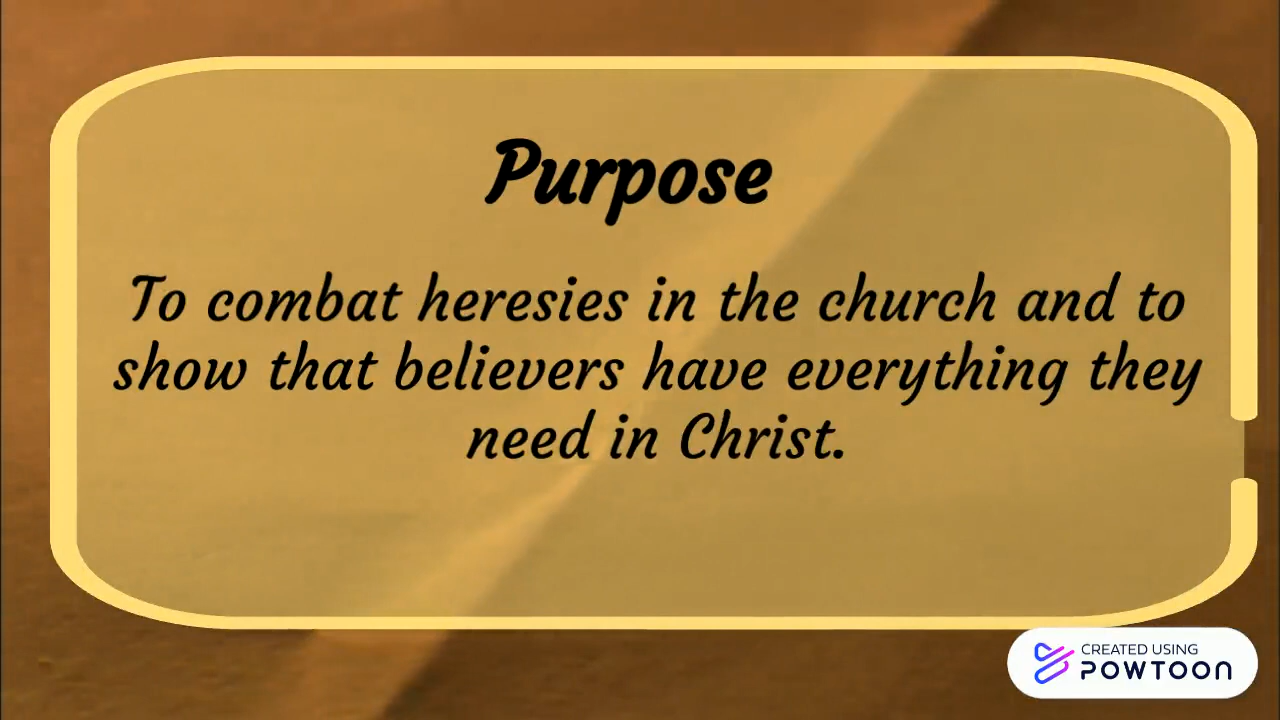 Purpose
To combat heresies in the church and to
show that believers have everything they
need in Christ.
CREATED USING
POWTOON